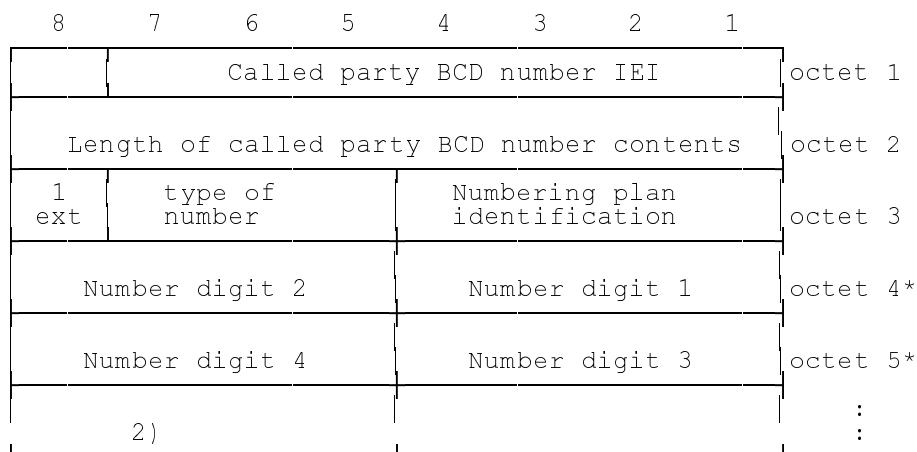 8 7 6 5 4 3 2 1
Called party BCD number IEI octet 1
Length of called party BCD number contents octet 2
1 type of Numbering plan
ext number identification octet 3
Number digit 2 Number digit 1 octet 4*
Number digit 4 Number digit 3 octet 5*
:
2) :